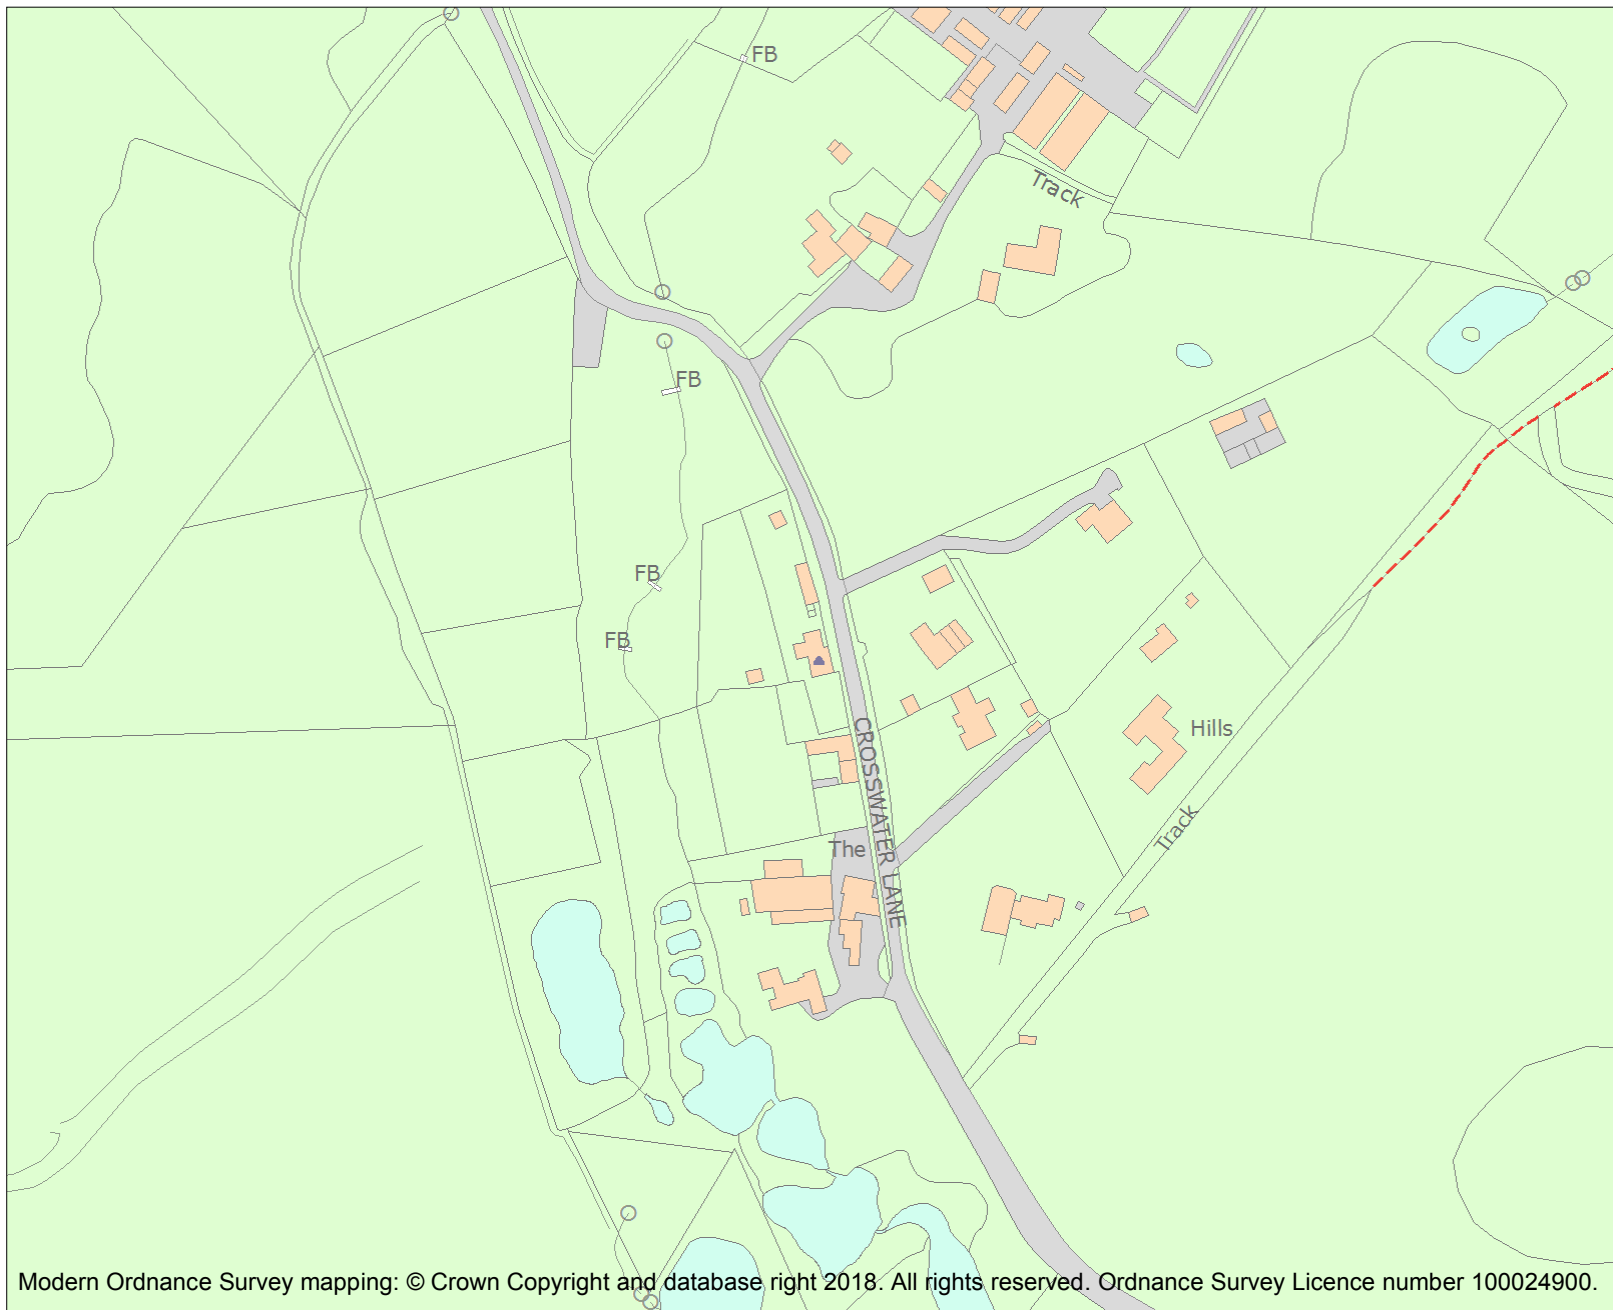 FB
Track
FB
FB
FB
CROSSWATER LANE
Hills
Track
The
Modern Ordnance Survey mapping: © Crown Copyright and database right 2018. All rights reserved. Ordnance Survey Licence number 100024900.